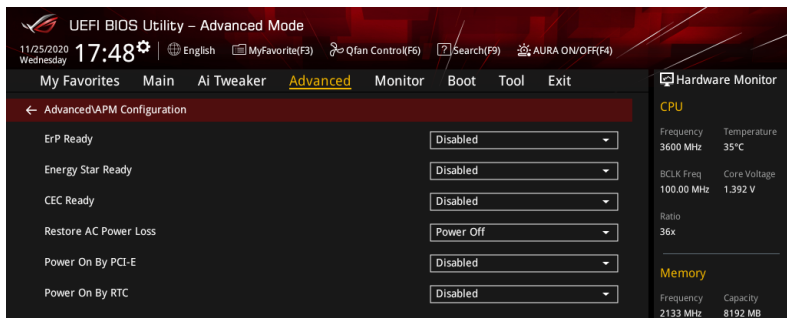 UEFI BIOS Utility – Advanced Mode
11/25/2020 Wednesday 17:48 English MyFavorite(F3) Qfan Control(F6) ? Search(F9) AURA ON/OFF(F4)
My Favorites Main Ai Tweaker Advanced Monitor Boot Tool Exit Hardware Monitor
← Advanced\APM Configuration
CPU
ErP Ready Disabled
Frequency Temperature
3600 MHz 35°C
Energy Star Ready Disabled
BCLK Freq Core Voltage
100.00 MHz 1.392 V
CEC Ready Disabled
Ratio
36x
Restore AC Power Loss Power Off
Power On By PCI-E Disabled
Memory
Power On By RTC Disabled
Frequency Capacity
2133 MHz 8192 MB